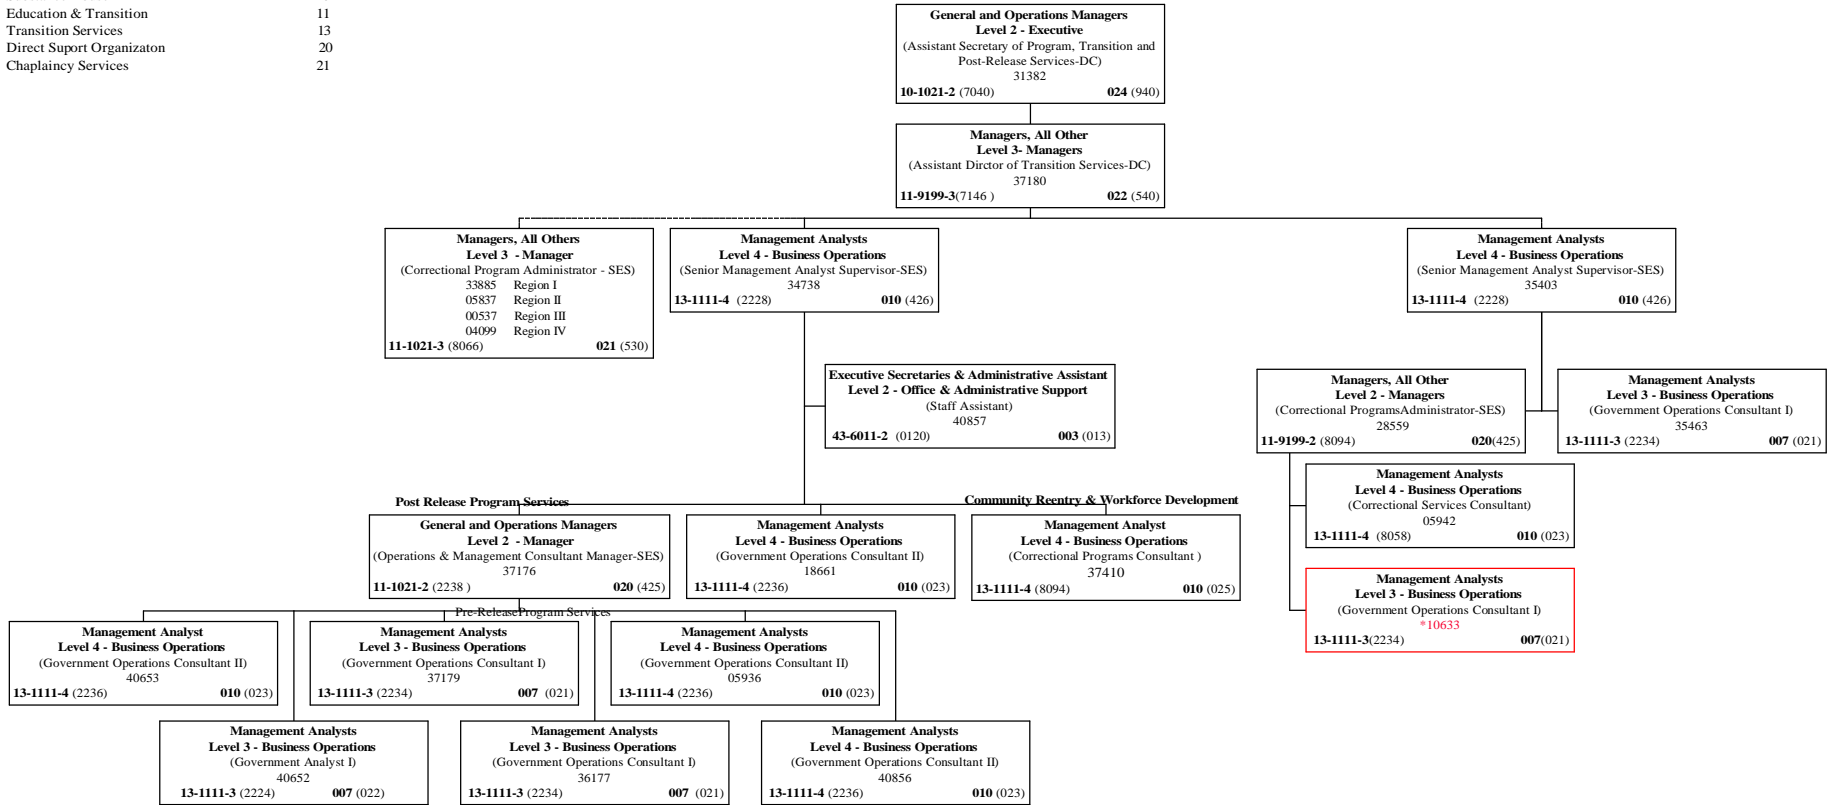 Education & Transition 11
Transition Services 13
Direct Suport Organizaton 20
Chaplaincy Services 21
General and Operations Managers
Level 2 - Executive
(Assistant Secretary of Program, Transition and
Post-Release Services-DC)
31382
10-1021-2 (7040) 024 (940)
Managers, All Other
Level 3- Managers
(Assistant Dirctor of Transition Services-DC)
37180
11-9199-3(7146 ) 022 (540)
Managers, All Others
Level 3 - Manager
(Correctional Program Administrator - SES)
33885 Region I
05837 Region II
00537 Region III
04099 Region IV
11-1021-3 (8066) 021 (530)
Management Analysts
Level 4 - Business Operations
(Senior Management Analyst Supervisor-SES)
34738
13-1111-4 (2228) 010 (426)
Management Analysts
Level 4 - Business Operations
(Senior Management Analyst Supervisor-SES)
35403
13-1111-4 (2228) 010 (426)
Executive Secretaries & Administrative Assistant
Level 2 - Office & Administrative Support
(Staff Assistant)
40857
43-6011-2 (0120) 003 (013)
Managers, All Other
Level 2 - Managers
(Correctional ProgramsAdministrator-SES)
28559
11-9199-2 (8094) 020(425)
Management Analysts
Level 3 - Business Operations
(Government Operations Consultant I)
35463
13-1111-3 (2234) 007 (021)
Management Analysts
Level 4 - Business Operations
(Correctional Services Consultant)
05942
13-1111-4 (8058) 010 (023)
Management Analysts
Level 3 - Business Operations
(Government Operations Consultant I)
*10633
13-1111-3(2234) 007(021)
Post Release Program Services
Community Reentry & Workforce Development
General and Operations Managers
Level 2 - Manager
(Operations & Management Consultant Manager-SES)
37176
11-1021-2 (2238 ) 020 (425)
Management Analysts
Level 4 - Business Operations
(Government Operations Consultant II)
18661
13-1111-4 (2236) 010 (023)
Management Analyst
Level 4 - Business Operations
(Correctional Programs Consultant )
37410
13-1111-4 (8094) 010 (025)
Pre-ReleaseProgram Services
Management Analyst
Level 4 - Business Operations
(Government Operations Consultant II)
40653
13-1111-4 (2236) 010 (023)
Management Analysts
Level 3 - Business Operations
(Government Operations Consultant I)
37179
13-1111-3 (2234) 007 (021)
Management Analysts
Level 4 - Business Operations
(Government Operations Consultant II)
05936
13-1111-4 (2236) 010 (023)
Management Analysts
Level 3 - Business Operations
(Government Analyst I)
40652
13-1111-3 (2224) 007 (022)
Management Analysts
Level 3 - Business Operations
(Government Operations Consultant I)
36177
13-1111-3 (2234) 007 (021)
Management Analysts
Level 4 - Business Operations
(Government Operations Consultant II)
40856
13-1111-4 (2236) 010 (023)